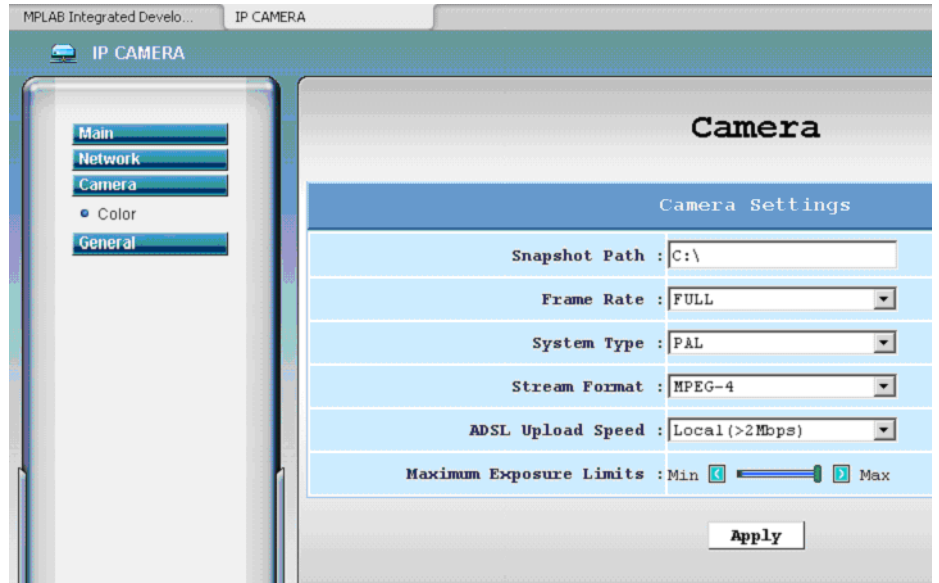 MPLAB Integrated Develo...
IP CAMERA
IP CAMERA
Main
Network
Camera
Color
General
Camera
Camera Settings
Snapshot Path : C:\
Frame Rate : FULL
System Type : PAL
Stream Format : MPEG-4
ADSL Upload Speed : Local(>2Mbps)
Maximum Exposure Limits : Min Max
Apply